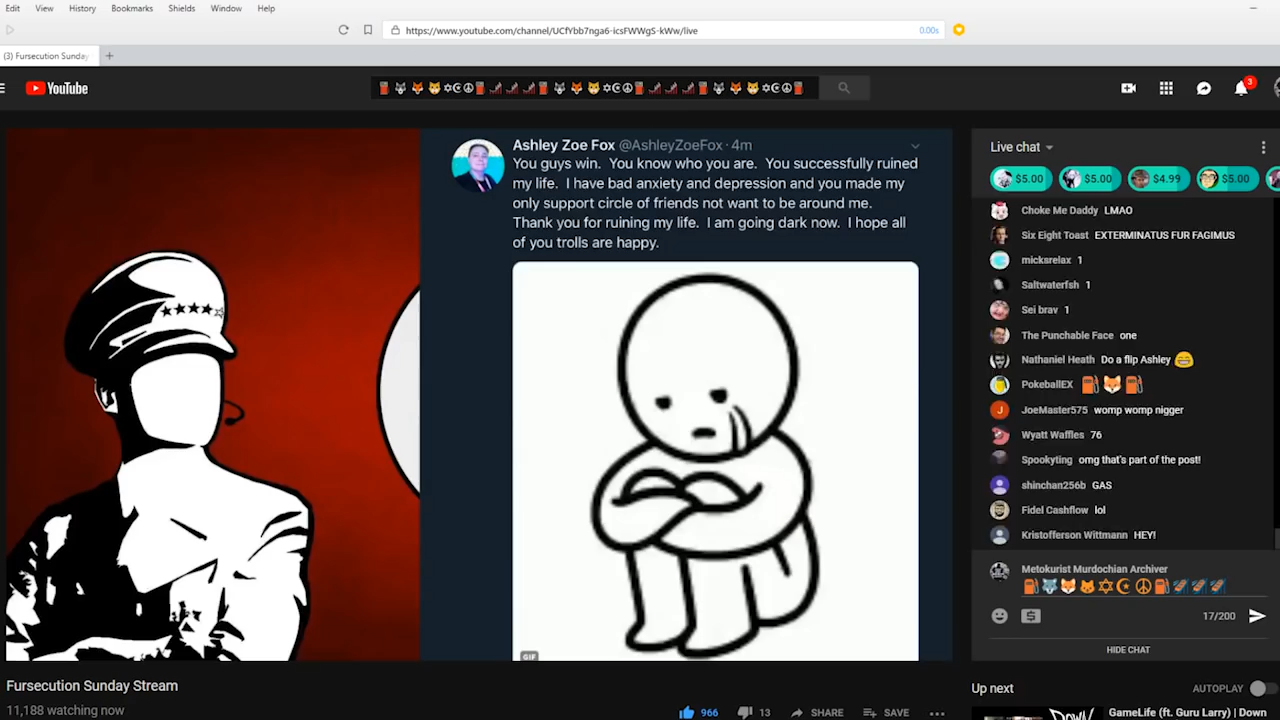 Edit View History Bookmarks Shields Window Help
https://www.youtube.com/channel/UCfYbb7nga6-icsFWWgS-kWw/live 0.00s
(3) Fursecution Sunday
YouTube
3
Ashley Zoe Fox @AshleyZoeFox · 4m
You guys win. You know who you are. You successfully ruined
my life. I have bad anxiety and depression and you made my
only support circle of friends not want to be around me.
Thank you for ruining my life. I am going dark now. I hope all
of you trolls are happy.
GIF
Live chat
$5.00 $5.00 $4.99 $5.00
Choke Me Daddy LMAO
Six Eight Toast EXTERMINATUS FUR FAGIMUS
micksrelax 1
Saltwaterfsh 1
Sei brav 1
The Punchable Face one
Nathaniel Heath Do a flip Ashley 😄
PokeballEX ⛽🦊⛽
JoeMaster575 womp womp nigger
Wyatt Waffles 76
Spookyting omg that's part of the post!
shinchan256b GAS
Fidel Cashflow lol
Kristofferson Wittmann HEY!
Metokurist Murdochian Archiver
17/200
HIDE CHAT
Fursecution Sunday Stream
11,188 watching now
966 13 SHARE SAVE
Up next AUTOPLAY
GameLife (ft. Guru Larry) | Down
DOWN